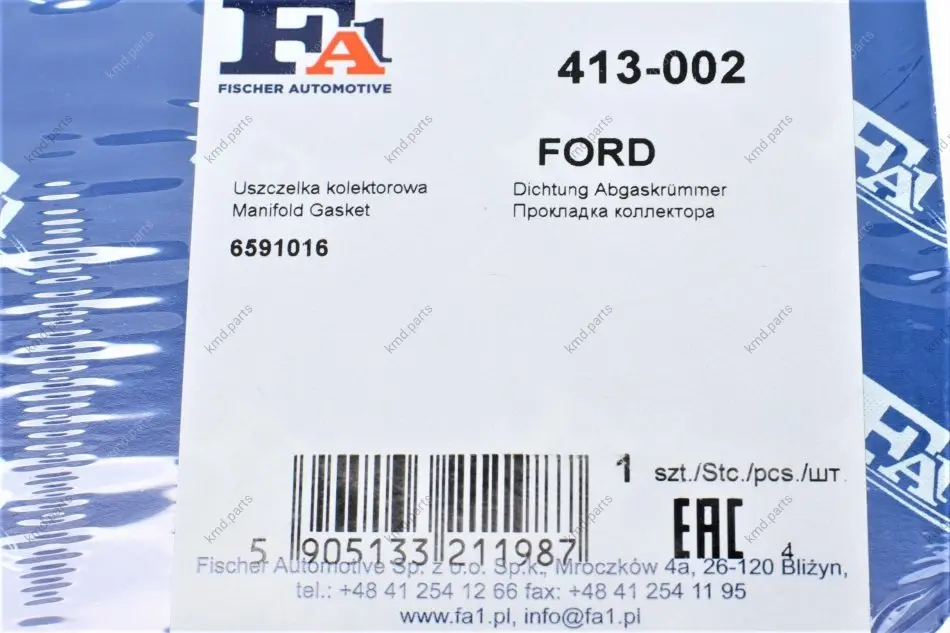 FA1
413-002
FISCHER AUTOMOTIVE
FORD
Uszczelka kolektorowa
Dichtung Abgaskrümmer
Manifold Gasket
Прокладка коллектора
6591016
1 szt./Stc./pcs./шт.
EAC
4
5 905133 211987
Fischer Automotive Sp. z o.o. Sp.k., Mroczków 4a, 26-120 Bliżyn,
tel.: +48 41 254 12 66 fax: +48 41 254 11 95
www.fa1.pl, info@fa1.pl
FA1
FA1
kmd.parts